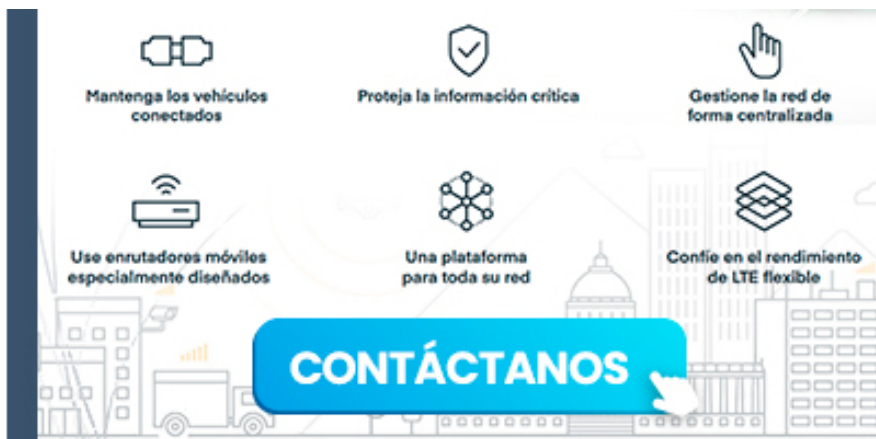 Mantenga los vehículos
conectados
Proteja la información crítica
Gestione la red de
forma centralizada
Use enrutadores móviles
especialmente diseñados
Una plataforma
para toda su red
Confíe en el rendimiento
de LTE flexible
CONTÁCTANOS